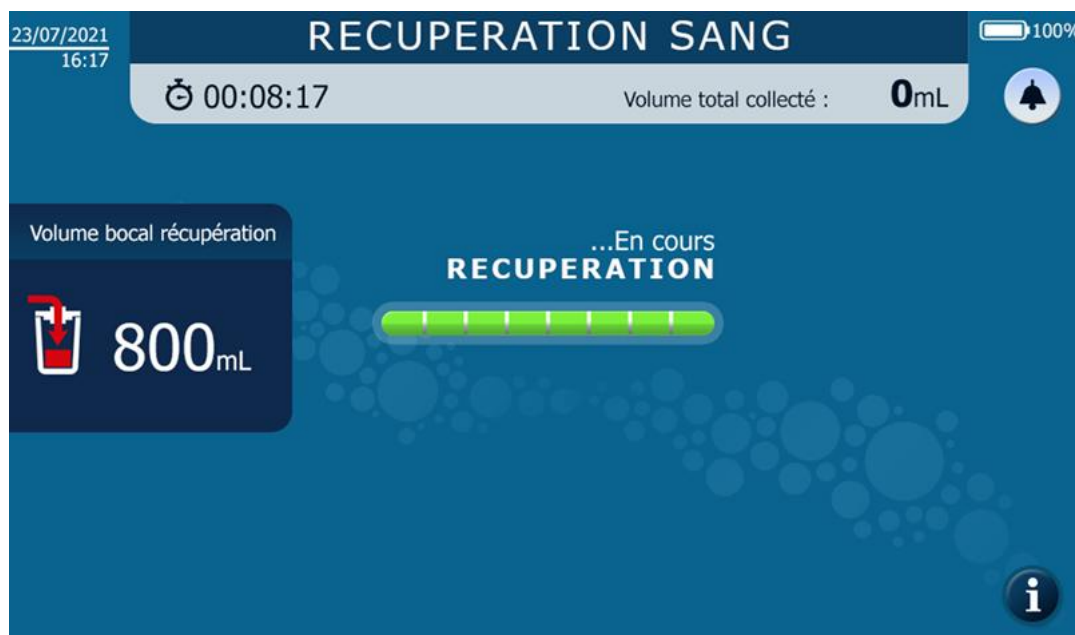 23/07/2021
16:17
RECUPERATION SANG
100%
00:08:17
Volume total collecté :
0mL
Volume bocal récupération
800mL
...En cours
RECUPERATION
i